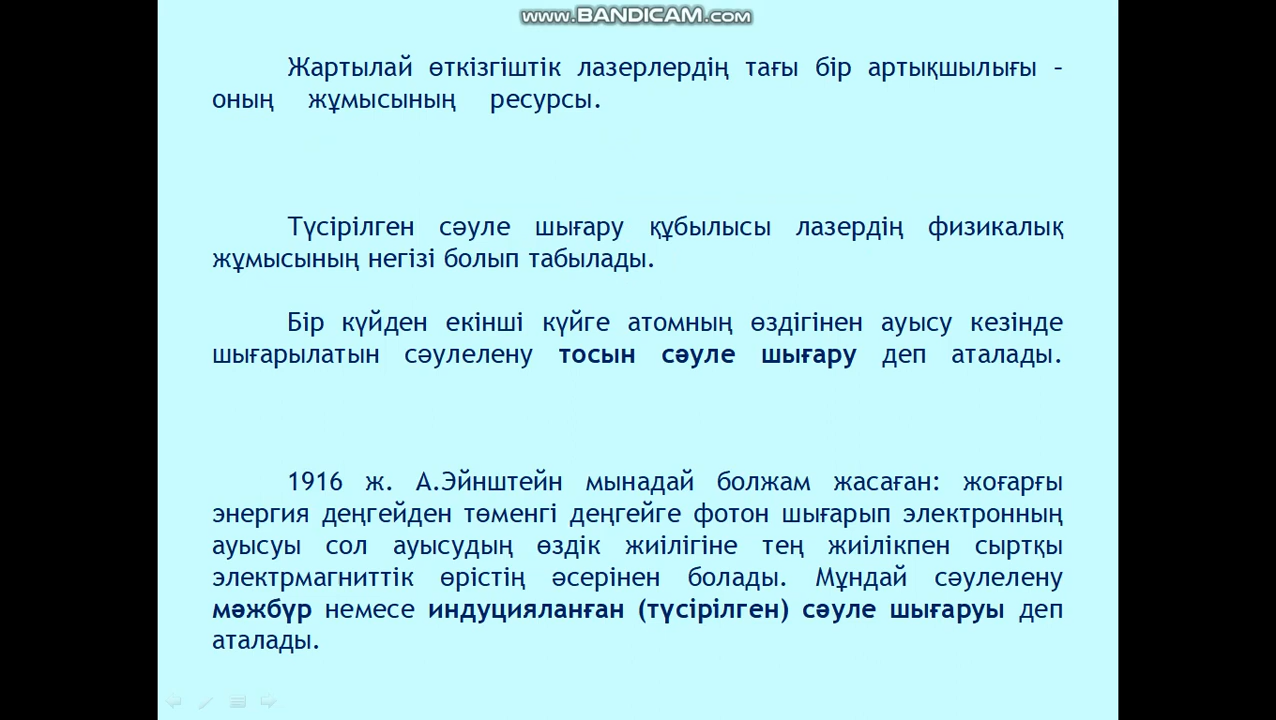 www.BANDICAM.com
Жартылай өткізгіштік лазерлердің тағы бір артықшылығы –
оның жұмысының ресурсы.
Түсірілген сәуле шығару құбылысы лазердің физикалық
жұмысының негізі болып табылады.
Бір күйден екінші күйге атомның өздігінен ауысу кезінде
шығарылатын сәулелену тосын сәуле шығару деп аталады.
1916 ж. А.Эйнштейн мынадай болжам жасаған: жоғарғы
энергия деңгейден төменгі деңгейге фотон шығарып электронның
ауысуы сол ауысудың өздік жиілігіне тең жиілікпен сыртқы
электрмагниттік өрістің әсерінен болады. Мұндай сәулелену
мәжбүр немесе индуцияланған (түсірілген) сәуле шығаруы деп
аталады.